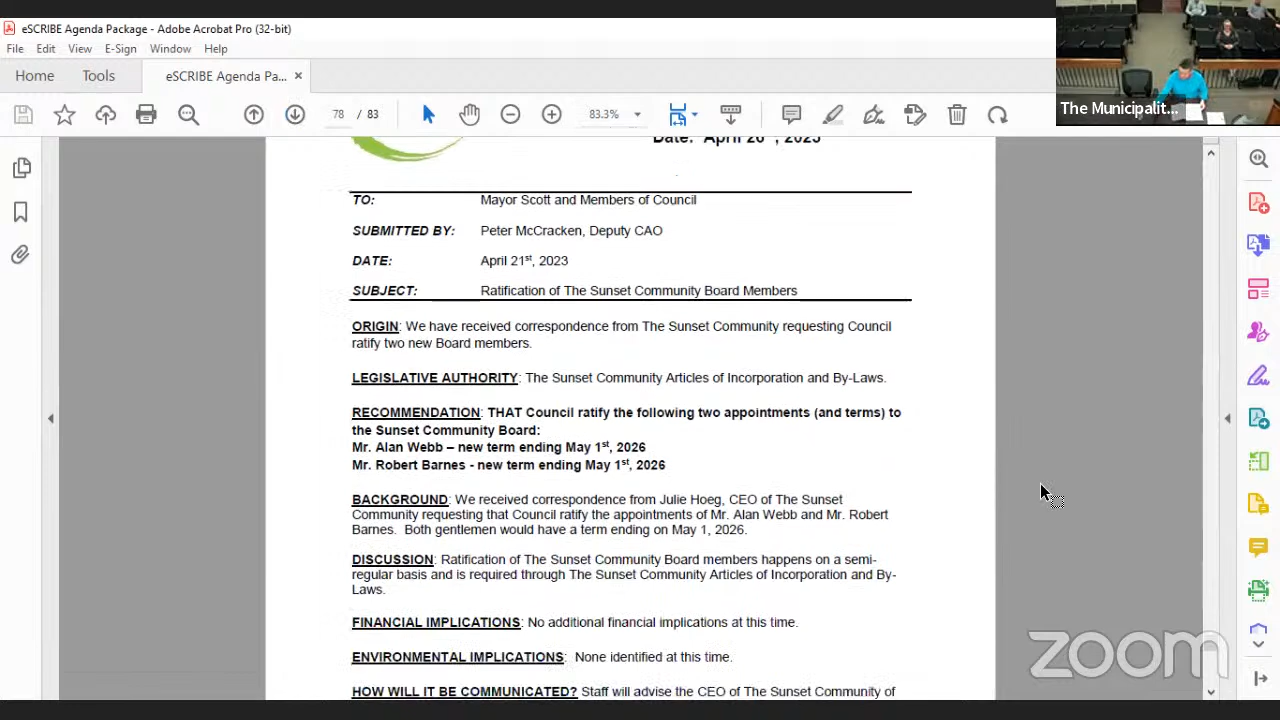 eSCRIBE Agenda Package - Adobe Acrobat Pro (32-bit)
File Edit View E-Sign Window Help
Home Tools eSCRIBE Agenda Pa... ×
78 / 83 83.3%
The Municipalit...
Date: April 26th, 2023
TO: Mayor Scott and Members of Council
SUBMITTED BY: Peter McCracken, Deputy CAO
DATE: April 21st, 2023
SUBJECT: Ratification of The Sunset Community Board Members
ORIGIN: We have received correspondence from The Sunset Community requesting Council
ratify two new Board members.
LEGISLATIVE AUTHORITY: The Sunset Community Articles of Incorporation and By-Laws.
RECOMMENDATION: THAT Council ratify the following two appointments (and terms) to
the Sunset Community Board:
Mr. Alan Webb – new term ending May 1st, 2026
Mr. Robert Barnes - new term ending May 1st, 2026
BACKGROUND: We received correspondence from Julie Hoeg, CEO of The Sunset
Community requesting that Council ratify the appointments of Mr. Alan Webb and Mr. Robert
Barnes. Both gentlemen would have a term ending on May 1, 2026.
DISCUSSION: Ratification of The Sunset Community Board members happens on a semi-
regular basis and is required through The Sunset Community Articles of Incorporation and By-
Laws.
FINANCIAL IMPLICATIONS: No additional financial implications at this time.
ENVIRONMENTAL IMPLICATIONS: None identified at this time.
HOW WILL IT BE COMMUNICATED? Staff will advise the CEO of The Sunset Community of
zoom